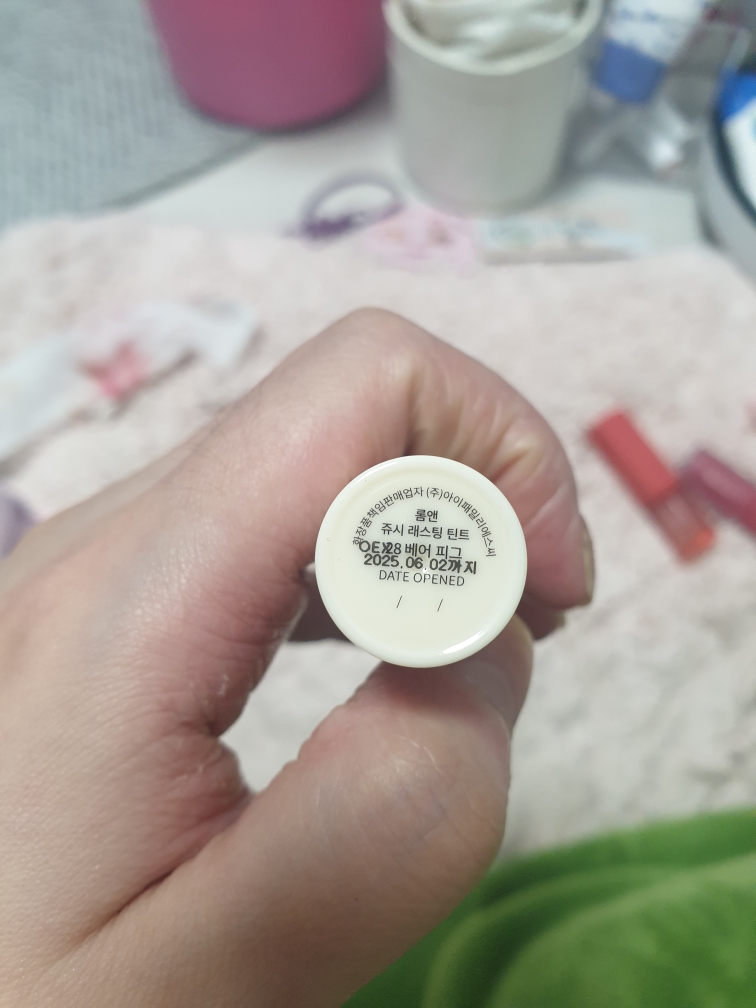 화장품책임판매업자 (주)아이패밀리에스씨
롬앤
쥬시 래스팅 틴트
28 베어 피그
2025.06.02까지
DATE OPENED
/ /